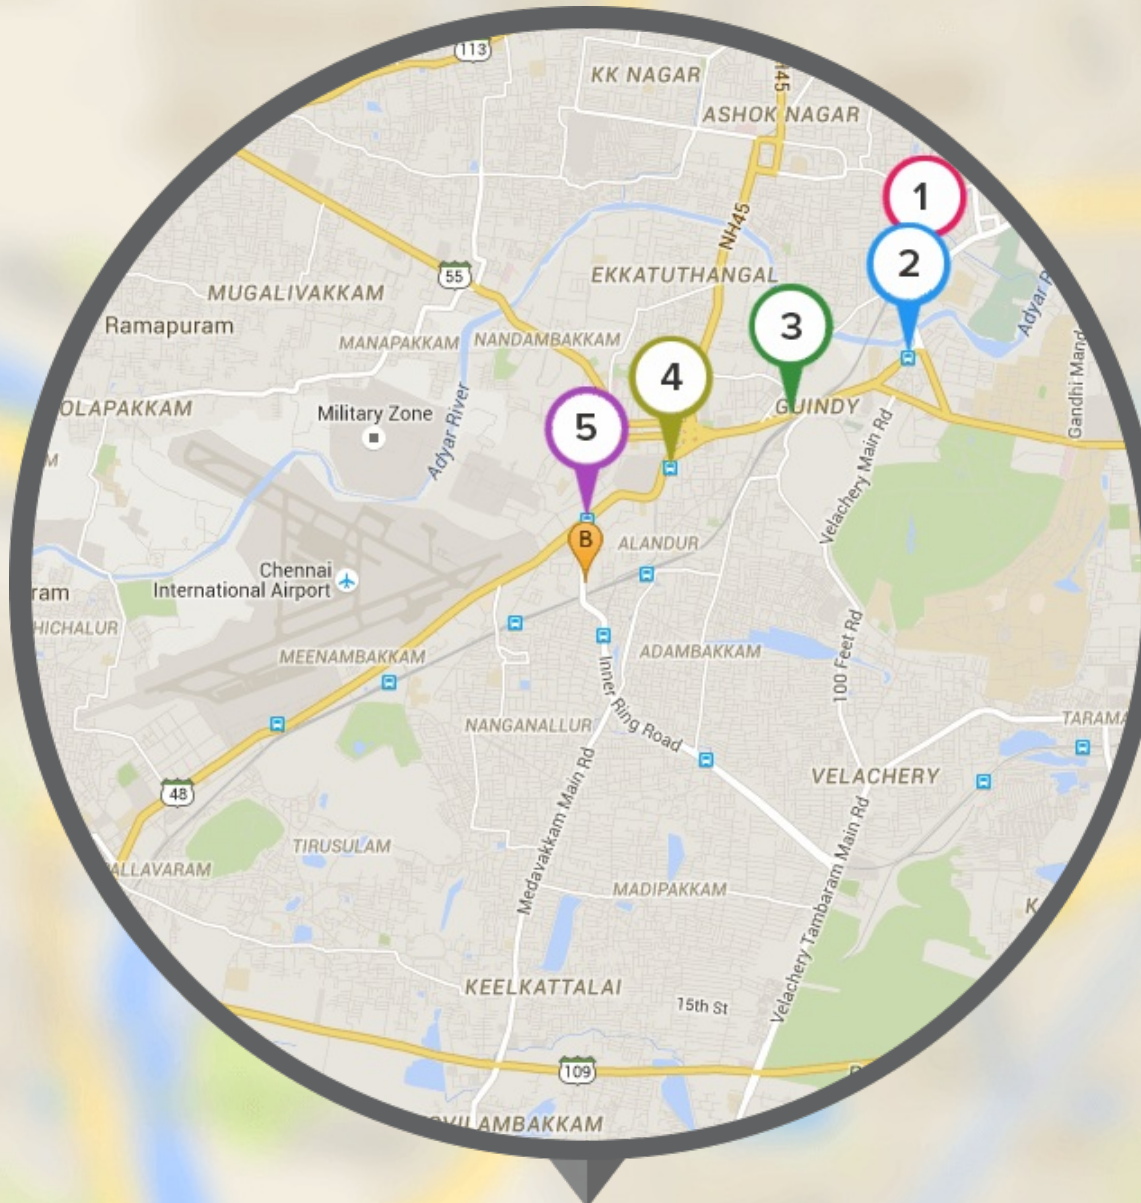 113
KK NAGAR
H45
ASHOK NAGAR
1
NH45
2
55
EKKATUTHANGAL
MUGALIVAKKAM
Adyar R
Ramapuram
3
MANAPAKKAM
NANDAMBAKKAM
4
Gandhi Mand
OLAPAKKAM
Military Zone
GUINDY
5
Adyar River
M
Velachery Main Rd
B
ALANDUR
Chennai
International Airport
ram
HICHALUR
MEENAMBAKKAM
ADAMBAKKAM
100 Feet Rd
Inner Ring Road
NANGANALLUR
TARAMA
VELACHERY
48
Medavakkam Main Rd
TIRUSULAM
ALLAVARAM
MADIPAKKAM
Velachery Tambaram Main Rd
K
KEELKATTALAI
15th St
109
OVILAMBAKKAM